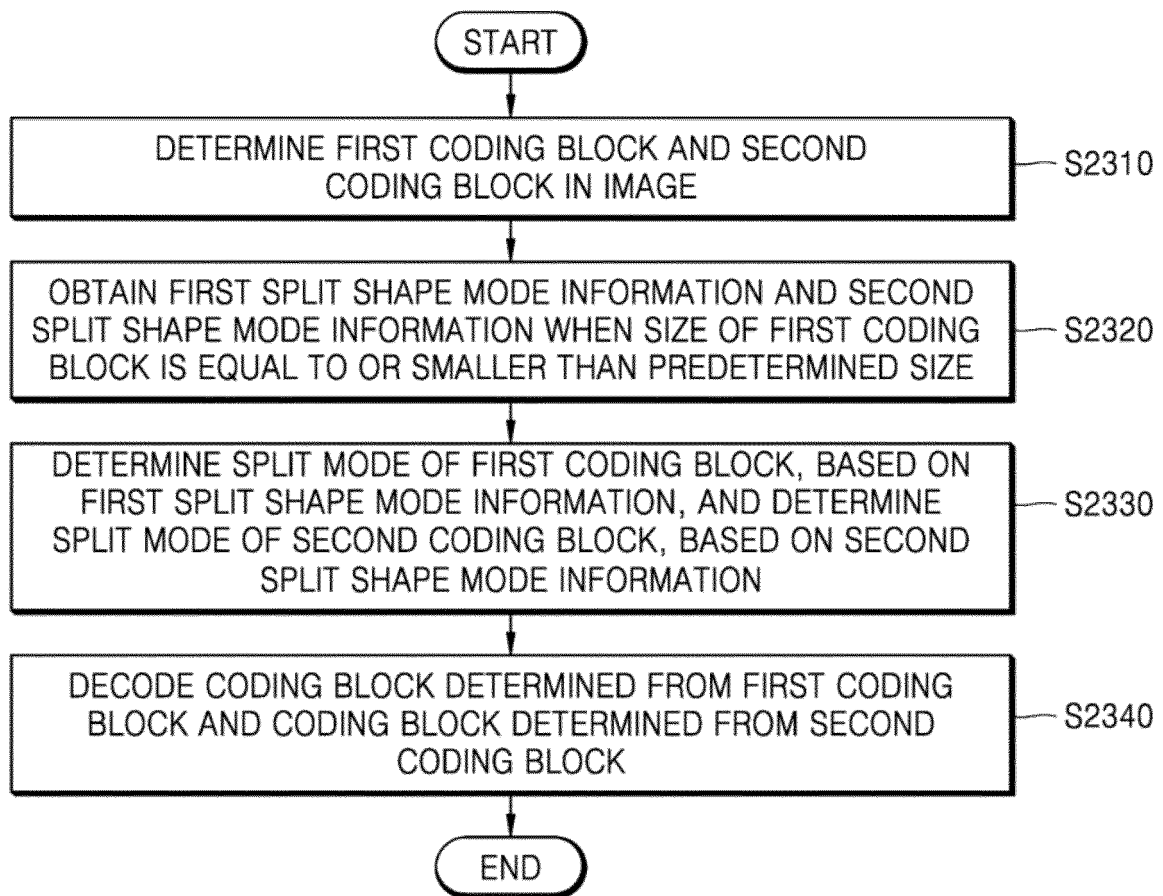 START
DETERMINE FIRST CODING BLOCK AND SECOND
CODING BLOCK IN IMAGE
S2310
OBTAIN FIRST SPLIT SHAPE MODE INFORMATION AND SECOND
SPLIT SHAPE MODE INFORMATION WHEN SIZE OF FIRST CODING
BLOCK IS EQUAL TO OR SMALLER THAN PREDETERMINED SIZE
S2320
DETERMINE SPLIT MODE OF FIRST CODING BLOCK, BASED ON
FIRST SPLIT SHAPE MODE INFORMATION, AND DETERMINE
SPLIT MODE OF SECOND CODING BLOCK, BASED ON SECOND
SPLIT SHAPE MODE INFORMATION
S2330
DECODE CODING BLOCK DETERMINED FROM FIRST CODING
BLOCK AND CODING BLOCK DETERMINED FROM SECOND
CODING BLOCK
S2340
END